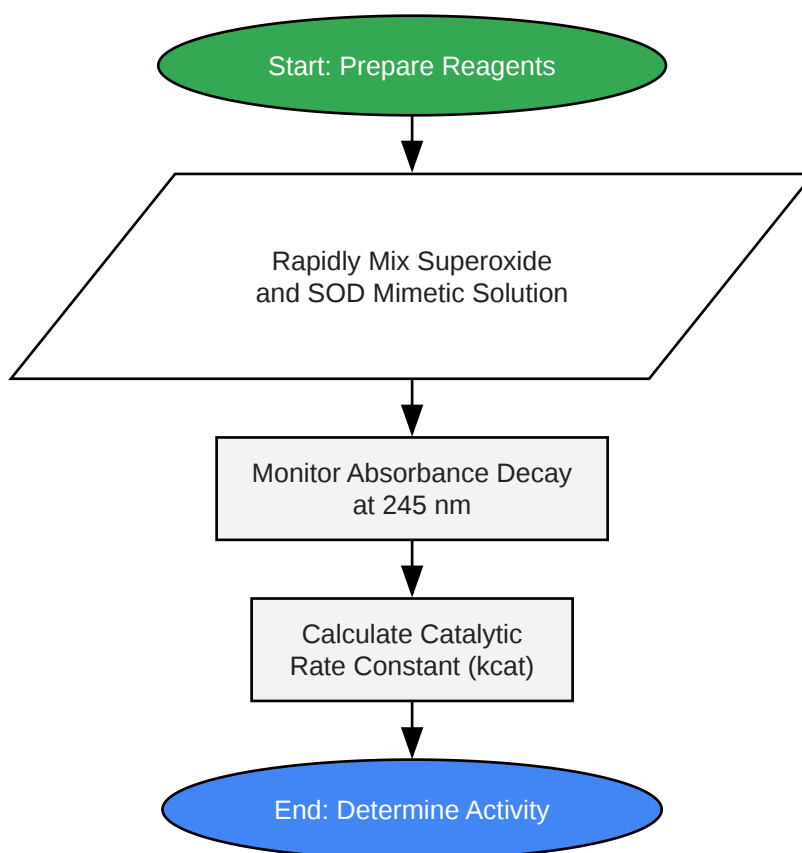 Start: Prepare Reagents
Rapidly Mix Superoxide
and SOD Mimetic Solution
Monitor Absorbance Decay
at 245 nm
Calculate Catalytic
Rate Constant (kcat)
End: Determine Activity